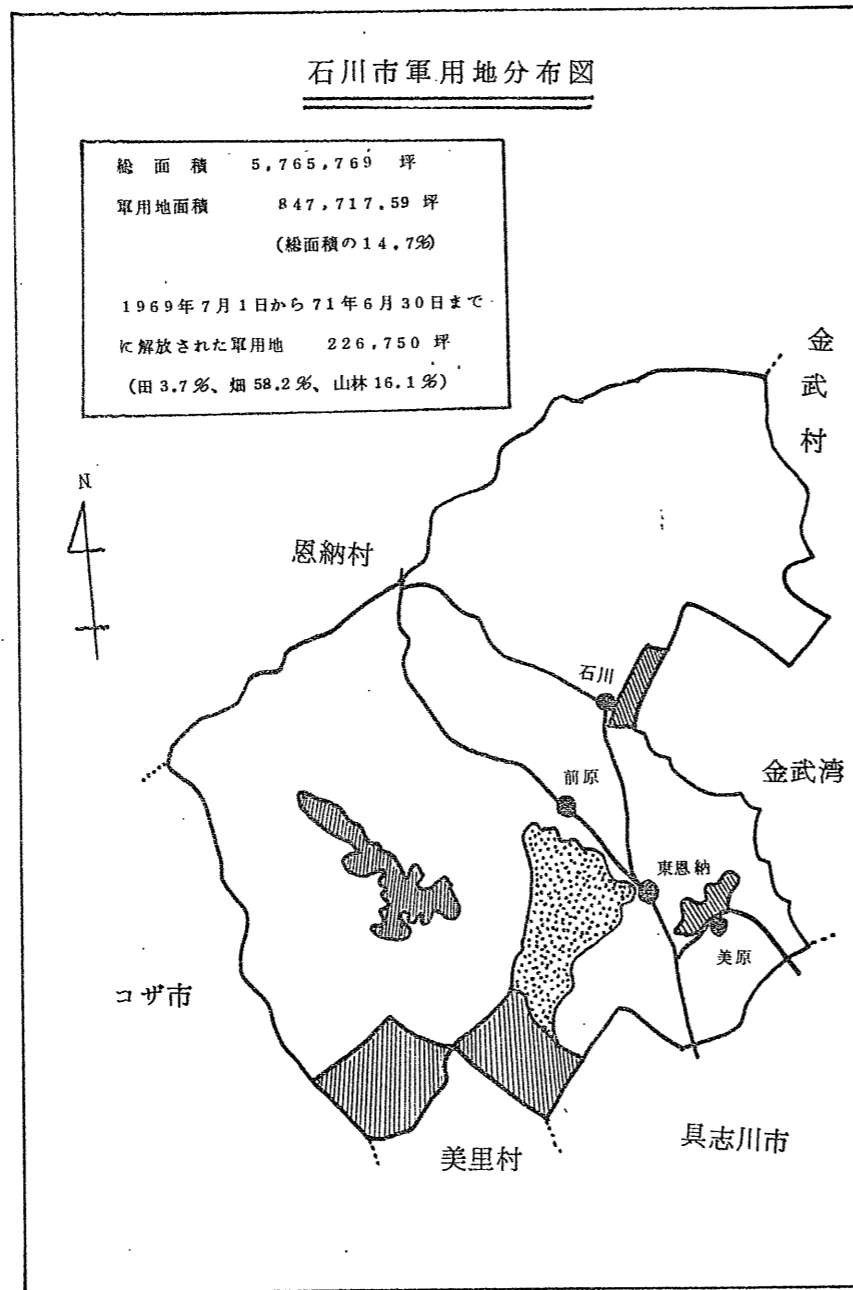 石川市軍用地分布図
総面積 5,765,769 坪
軍用地面積 847,717.59 坪
(総面積の14.7%)
1969年7月1日から71年6月30日まで
に解放された軍用地 226,750 坪
(田3.7%、畑58.2%、山林16.1%)
金武村
N
恩納村
石川
前原
金武湾
東恩納
美原
コザ市
美里村
具志川市